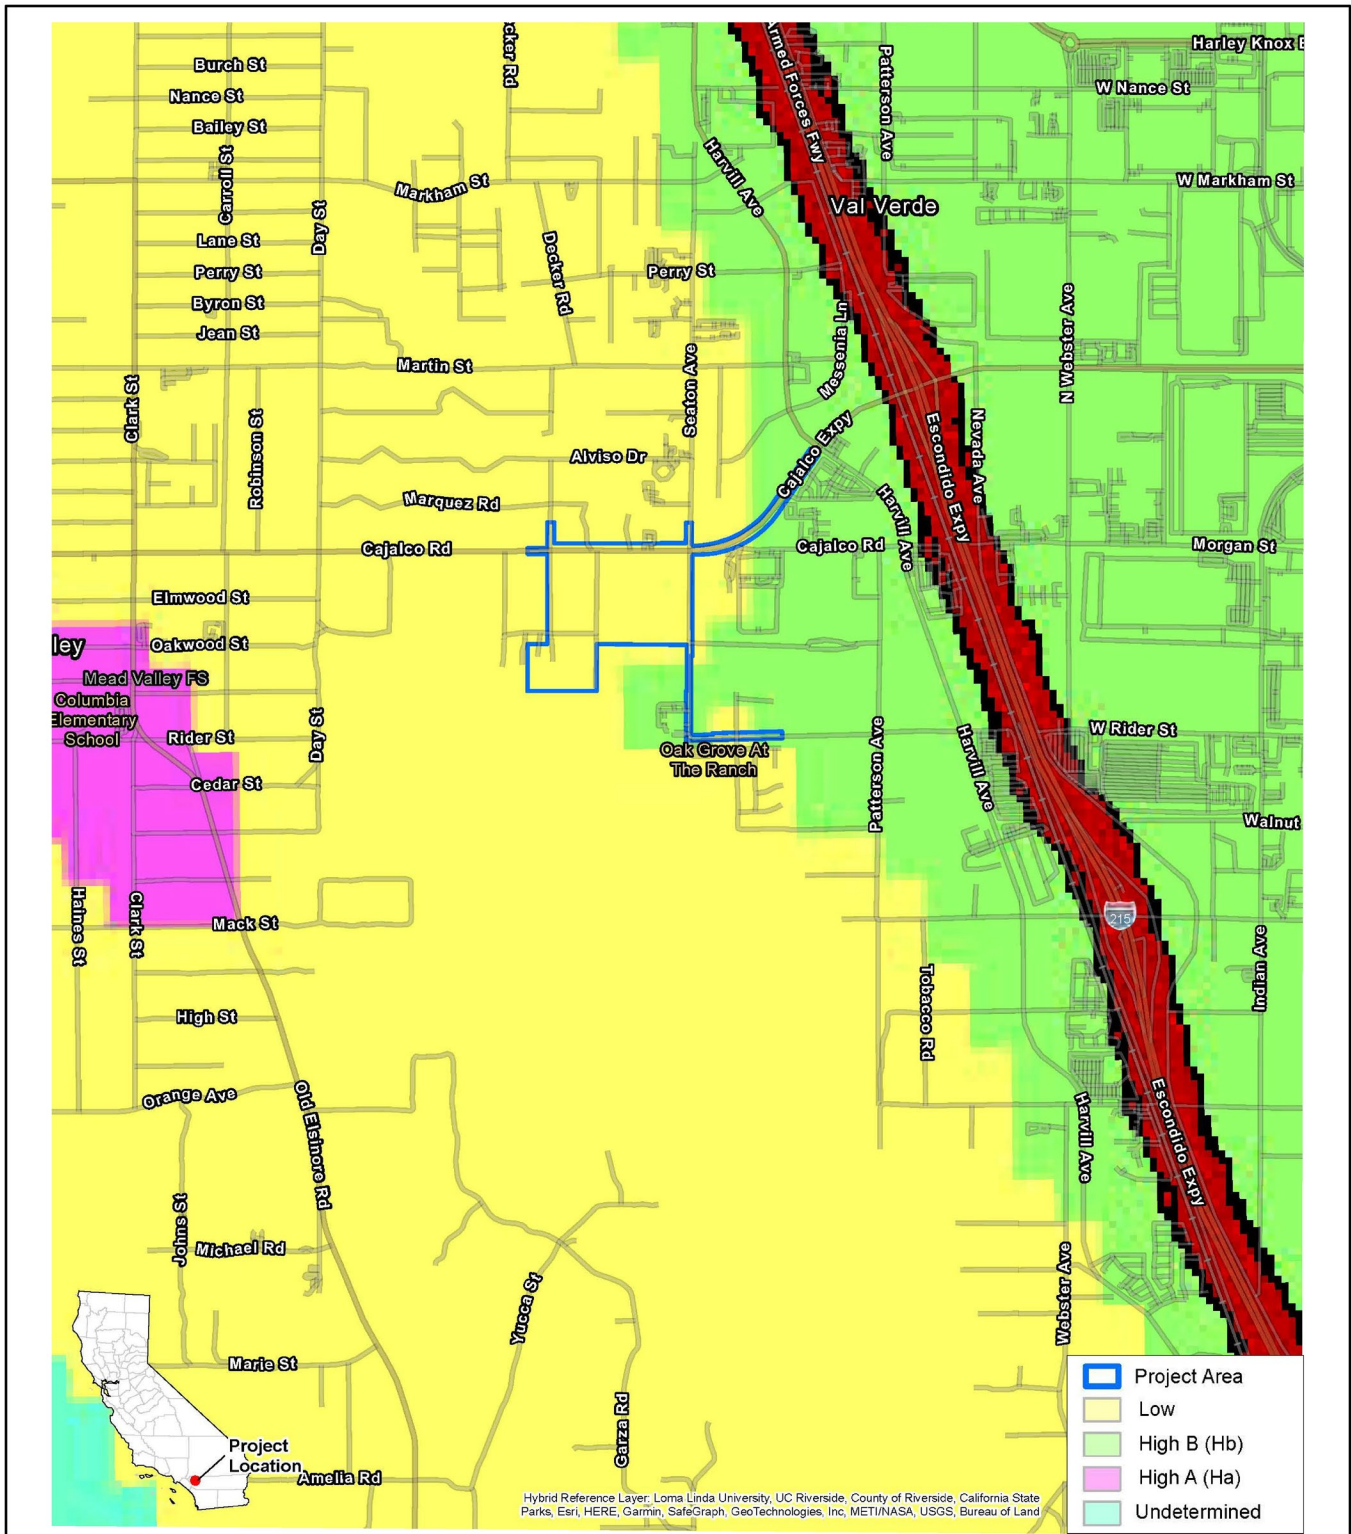 cker Rd
Burch St
Nance St
Bailey St
Carroll St
Markham St
Day St
Lane St
Perry St
Byron St
Jean St
Decker Rd
Perry St
Harvill Ave
Armed Forces Fwy
Patterson Ave
Harley Knox B
W Nance St
W Markham St
Val Verde
Messenia Ln
N Webster Ave
Martin St
Seaton Ave
Clark St
Robinson St
Alviso Dr
Marquez Rd
Cajalco Expy
Escondido Expy
Nevada Ave
Harvill Ave
Cajalco Rd
Cajalco Rd
Morgan St
Elmwood St
ley
Oakwood St
Mead Valley FS
Columbia
Elementary
School
Rider St
Day St
Cedar St
Oak Grove At
The Ranch
Patterson Ave
Harvill Ave
W Rider St
Walnut
Haines St
Clark St
Mack St
215
Indian Ave
Tobacco Rd
High St
Orange Ave
Old Elsinore Rd
Harvill Ave
Escondido Expy
Johns St
Michael Rd
Yucca St
Webster Ave
Marie St
Garza Rd
Amelia Rd
Project
Location
Project Area
Low
High B (Hb)
High A (Ha)
Undetermined
Hybrid Reference Layer: Loma Linda University, UC Riverside, County of Riverside, California State
Parks, Esri, HERE, Garmin, SafeGraph, GeoTechnologies, Inc, METI/NASA, USGS, Bureau of Land